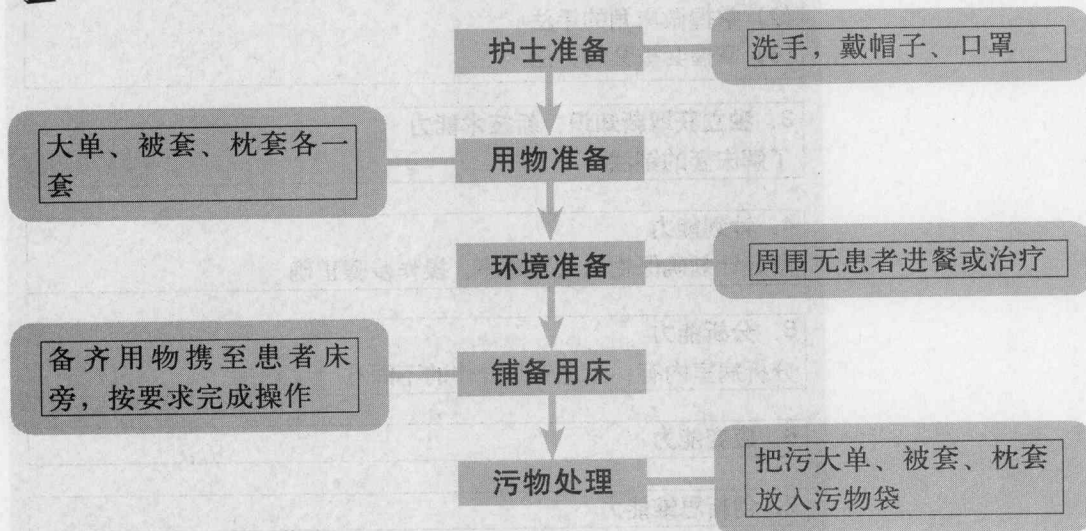 护士准备
洗手，戴帽子、口罩
大单、被套、枕套各一
套
用物准备
环境准备
周围无患者进餐或治疗
备齐用物携至患者床
旁，按要求完成操作
铺备用床
污物处理
把污大单、被套、枕套
放入污物袋